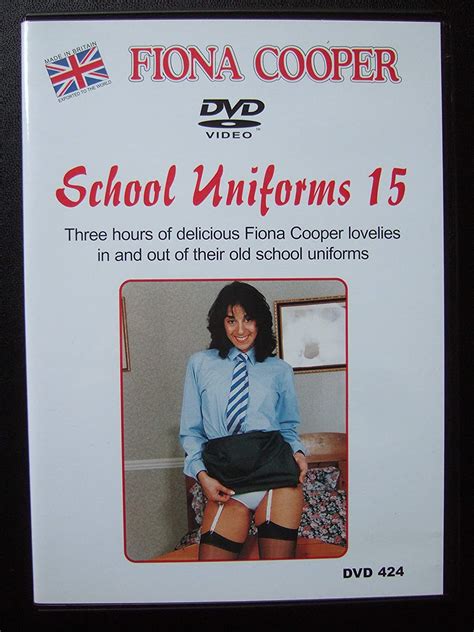 MADE IN BRITAIN
EXPORTED TO THE WORLD
FIONA COOPER
DVD
VIDEO
TM
School Uniforms 15
Three hours of delicious Fiona Cooper lovelies
in and out of their old school uniforms
DVD 424